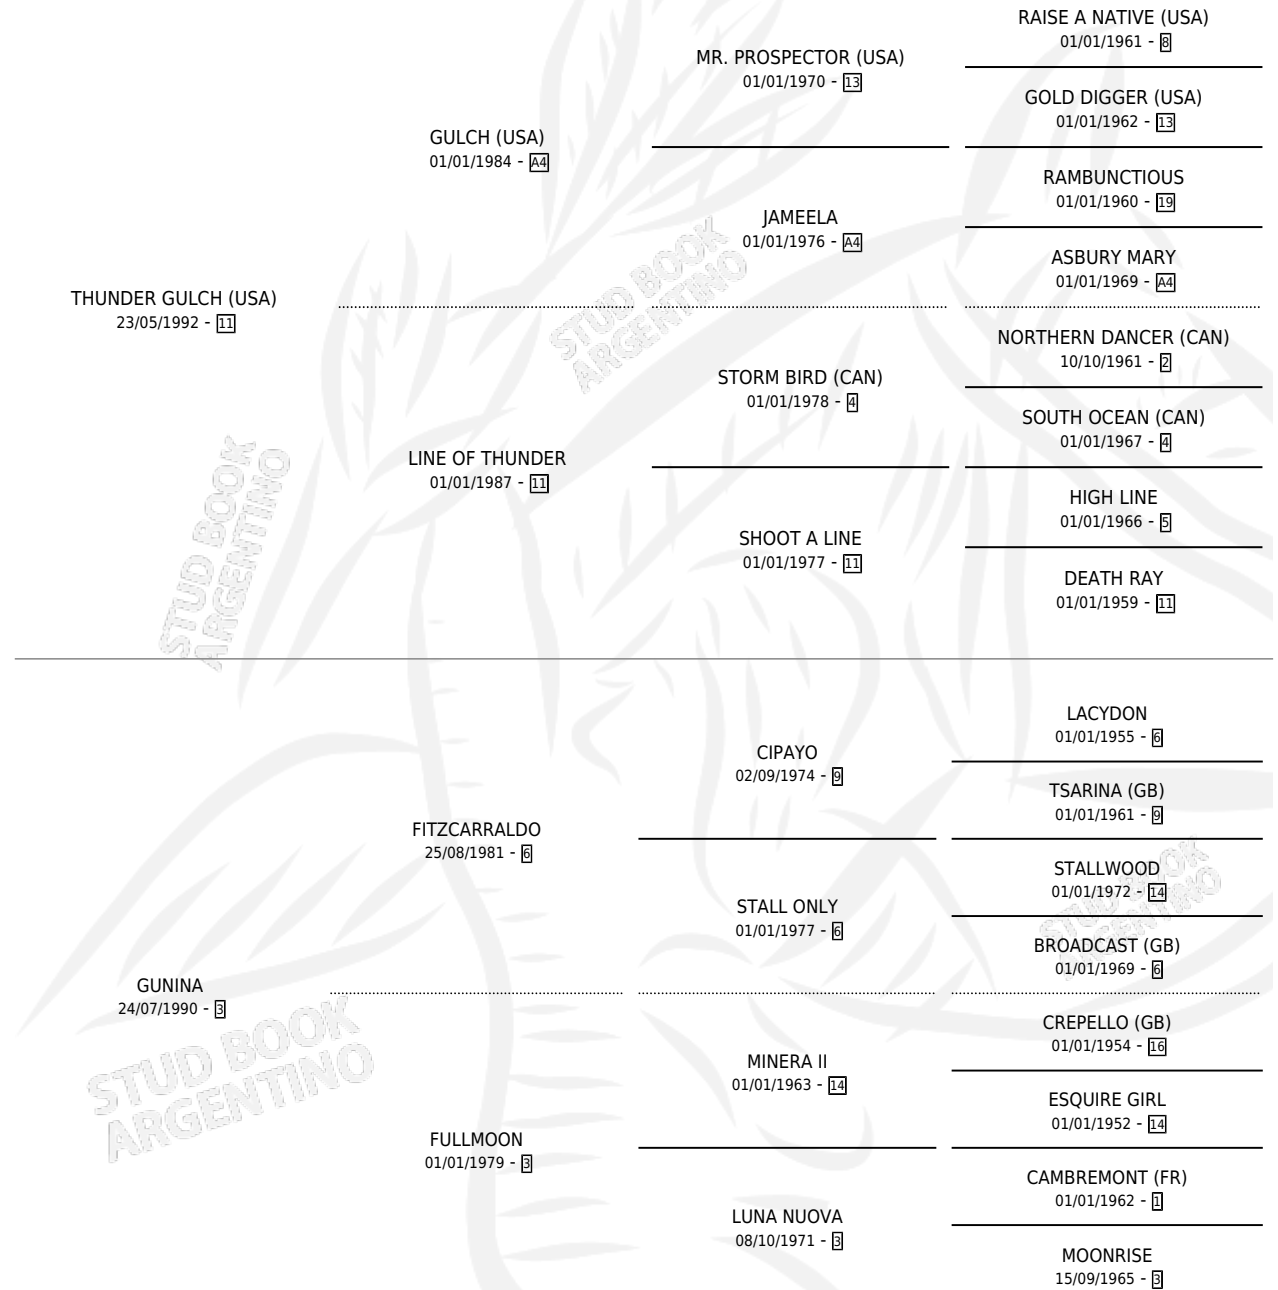 RAISE A NATIVE (USA)
01/01/1961 - 8
MR. PROSPECTOR (USA)
01/01/1970 - 13
GOLD DIGGER (USA)
01/01/1962 - 13
GULCH (USA)
01/01/1984 - A4
RAMBUNCTIOUS
01/01/1960 - 19
JAMEELA
01/01/1976 - A4
ASBURY MARY
01/01/1969 - A4
THUNDER GULCH (USA)
23/05/1992 - 11
NORTHERN DANCER (CAN)
10/10/1961 - 2
STORM BIRD (CAN)
01/01/1978 - 4
SOUTH OCEAN (CAN)
01/01/1967 - 4
LINE OF THUNDER
01/01/1987 - 11
HIGH LINE
01/01/1966 - 5
SHOOT A LINE
01/01/1977 - 11
DEATH RAY
01/01/1959 - 11
LACYDON
01/01/1955 - 6
CIPAYO
02/09/1974 - 9
TSARINA (GB)
01/01/1961 - 9
FITZCARRALDO
25/08/1981 - 6
STALLWOOD
01/01/1972 - 14
STALL ONLY
01/01/1977 - 6
BROADCAST (GB)
01/01/1969 - 6
GUNINA
24/07/1990 - 3
CREPELLO (GB)
01/01/1954 - 16
MINERA II
01/01/1963 - 14
ESQUIRE GIRL
01/01/1952 - 14
FULLMOON
01/01/1979 - 3
CAMBREMONT (FR)
01/01/1962 - 1
LUNA NUOVA
08/10/1971 - 3
MOONRISE
15/09/1965 - 3
STUD BOOK
ARGENTINO
STUD BOOK
ARGENTINO
STUD BOOK
ARGENTINO
STUD BOOK
ARGENTINO